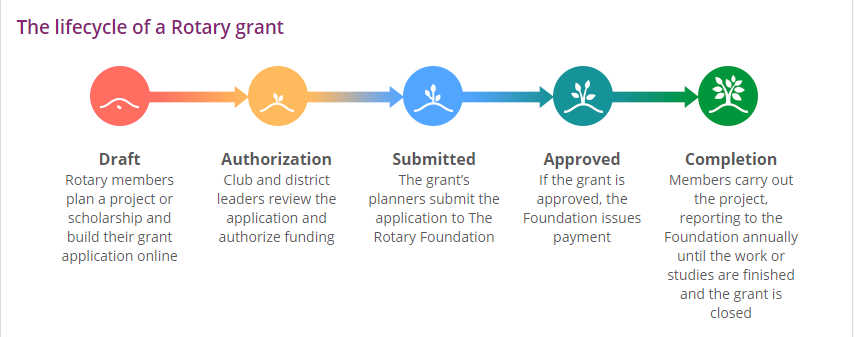 The lifecycle of a Rotary grant
Draft
Rotary members
plan a project or
scholarship and
build their grant
application online
Authorization
Club and district
leaders review the
application and
authorize funding
Submitted
The grant’s
planners submit the
application to The
Rotary Foundation
Approved
If the grant is
approved, the
Foundation issues
payment
Completion
Members carry out
the project,
reporting to the
Foundation annually
until the work or
studies are finished
and the grant is
closed